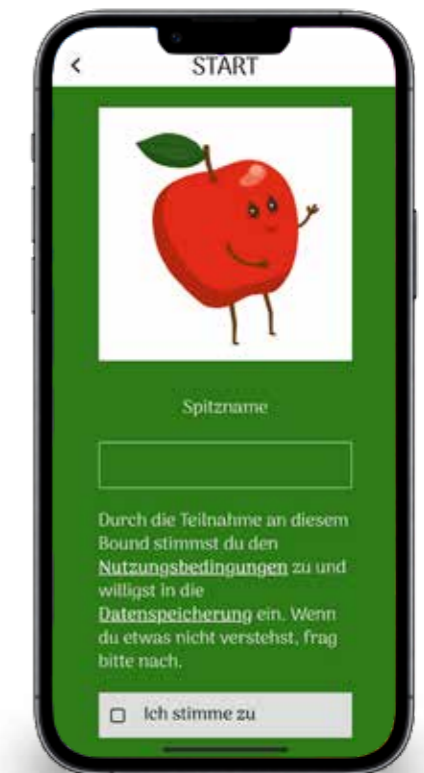 START
Spitzname
Durch die Teilnahme an diesem
Bound stimmst du den
Nutzungsbedingungen zu und
willigst in die
Datenspeicherung ein. Wenn
du etwas nicht verstehst, frag
bitte nach.
Ich stimme zu